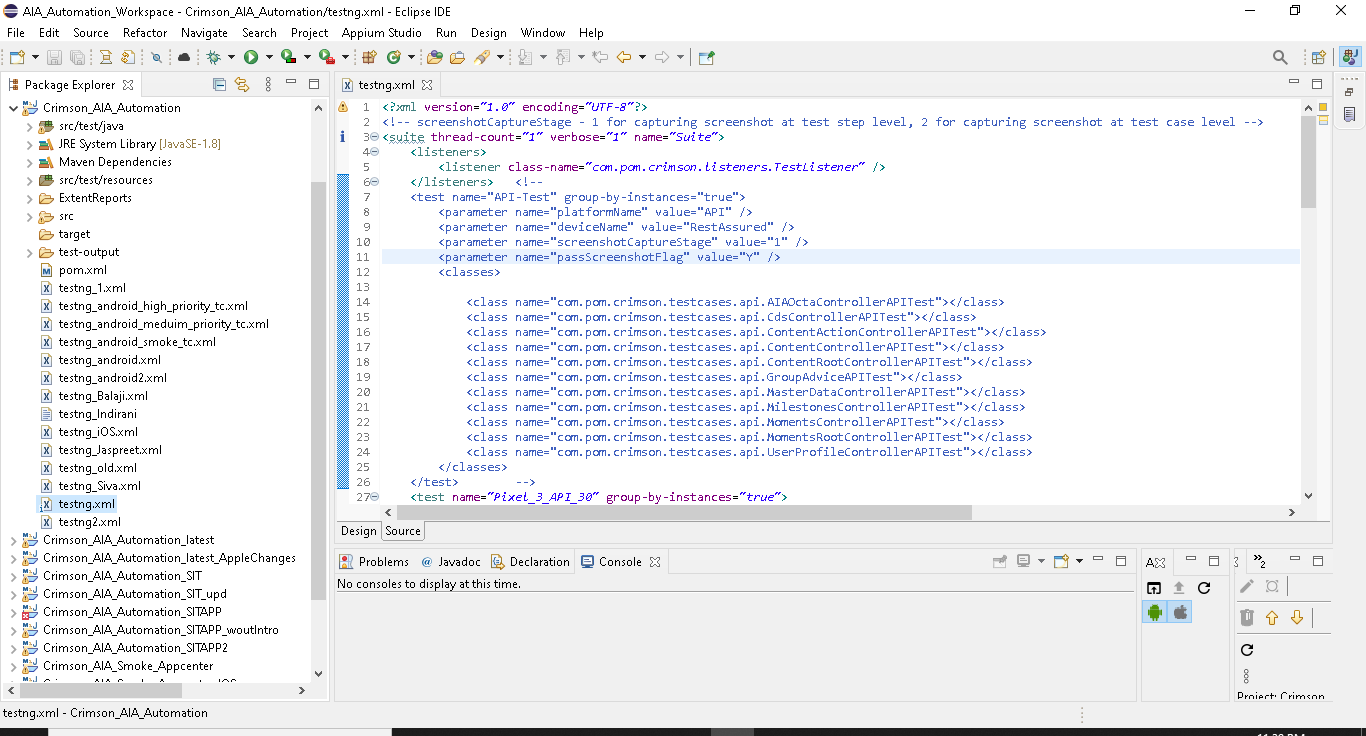 AIA_Automation_Workspace - Crimson_AIA_Automation/testng.xml - Eclipse IDE
File Edit Source Refactor Navigate Search Project Appium Studio Run Design Window Help
Package Explorer
Crimson_AIA_Automation
src/test/java
JRE System Library [JavaSE-1.8]
Maven Dependencies
src/test/resources
ExtentReports
src
target
test-output
pom.xml
testng_1.xml
testng_android_high_priority_tc.xml
testng_android_meduim_priority_tc.xml
testng_android_smoke_tc.xml
testng_android.xml
testng_android2.xml
testng_Balaji.xml
testng_Indirani
testng_iOS.xml
testng_Jaspreet.xml
testng_old.xml
testng_Siva.xml
testng.xml
testng2.xml
Crimson_AIA_Automation_latest
Crimson_AIA_Automation_latest_AppleChanges
Crimson_AIA_Automation_SIT
Crimson_AIA_Automation_SIT_upd
Crimson_AIA_Automation_SITAPP
Crimson_AIA_Automation_SITAPP_woutIntro
Crimson_AIA_Automation_SITAPP2
Crimson_AIA_Smoke_Appcenter
testng.xml
1 <?xml version="1.0" encoding="UTF-8"?>
2 <!-- screenshotCaptureStage - 1 for capturing screenshot at test step level, 2 for capturing screenshot at test case level -->
3 <suite thread-count="1" verbose="1" name="Suite">
4 <listeners>
5 <listener class-name="com.pom.crimson.listeners.TestListener" />
6 </listeners> <!--
7 <test name="API-Test" group-by-instances="true">
8 <parameter name="platformName" value="API" />
9 <parameter name="deviceName" value="RestAssured" />
10 <parameter name="screenshotCaptureStage" value="1" />
11 <parameter name="passScreenshotFlag" value="Y" />
12 <classes>
13
14 <class name="com.pom.crimson.testcases.api.AIAOctaControllerAPITest"></class>
15 <class name="com.pom.crimson.testcases.api.CdsControllerAPITest"></class>
16 <class name="com.pom.crimson.testcases.api.ContentActionControllerAPITest"></class>
17 <class name="com.pom.crimson.testcases.api.ContentControllerAPITest"></class>
18 <class name="com.pom.crimson.testcases.api.ContentRootControllerAPITest"></class>
19 <class name="com.pom.crimson.testcases.api.GroupAdviceAPITest"></class>
20 <class name="com.pom.crimson.testcases.api.MasterDataControllerAPITest"></class>
21 <class name="com.pom.crimson.testcases.api.MilestonesControllerAPITest"></class>
22 <class name="com.pom.crimson.testcases.api.MomentsControllerAPITest"></class>
23 <class name="com.pom.crimson.testcases.api.MomentsRootControllerAPITest"></class>
24 <class name="com.pom.crimson.testcases.api.UserProfileControllerAPITest"></class>
25 </classes>
26 </test> -->
27 <test name="Pixel_3_API_30" group-by-instances="true">
Design Source
Problems @ Javadoc Declaration Console
No consoles to display at this time.
Project: Crimson
testng.xml - Crimson_AIA_Automation